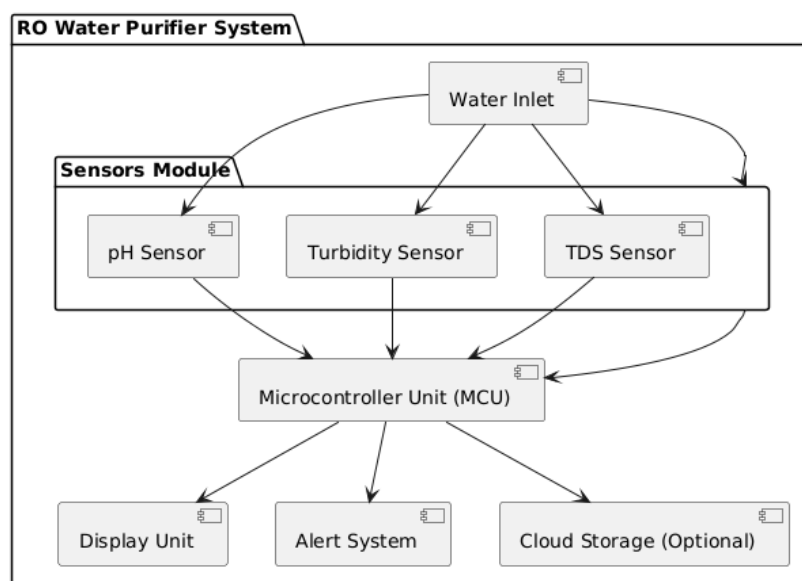 RO Water Purifier System
Water Inlet
Sensors Module
pH Sensor
Turbidity Sensor
TDS Sensor
Microcontroller Unit (MCU)
Display Unit
Alert System
Cloud Storage (Optional)